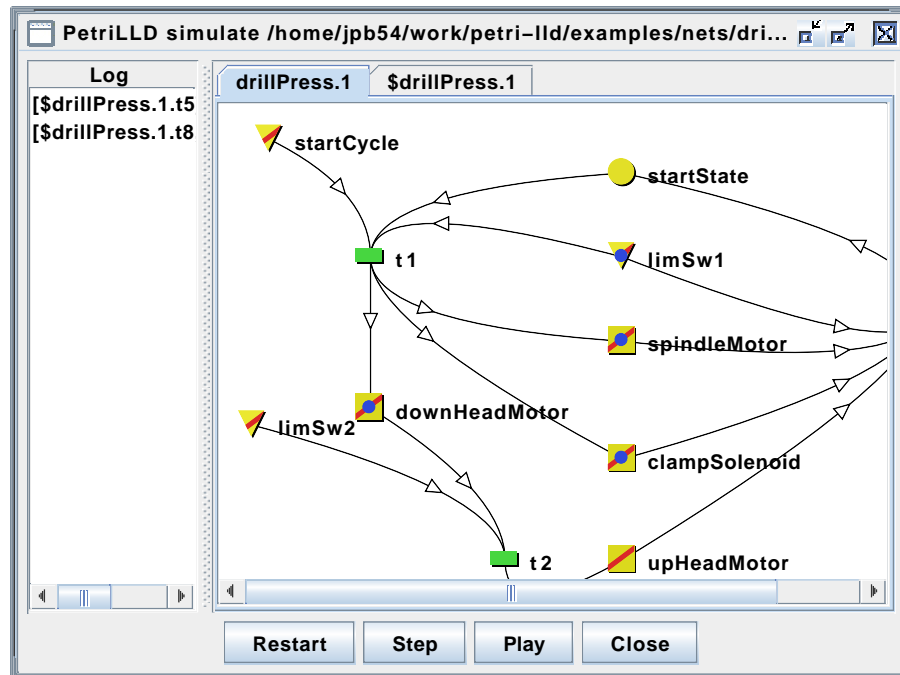 PetriLLD simulate /home/jpb54/work/petri–lld/examples/nets/dri...
Log
drillPress.1
$drillPress.1
[$drillPress.1.t5
[$drillPress.1.t8
startCycle
startState
t1
limSw1
spindleMotor
downHeadMotor
limSw2
clampSolenoid
t2
upHeadMotor
Restart
Step
Play
Close